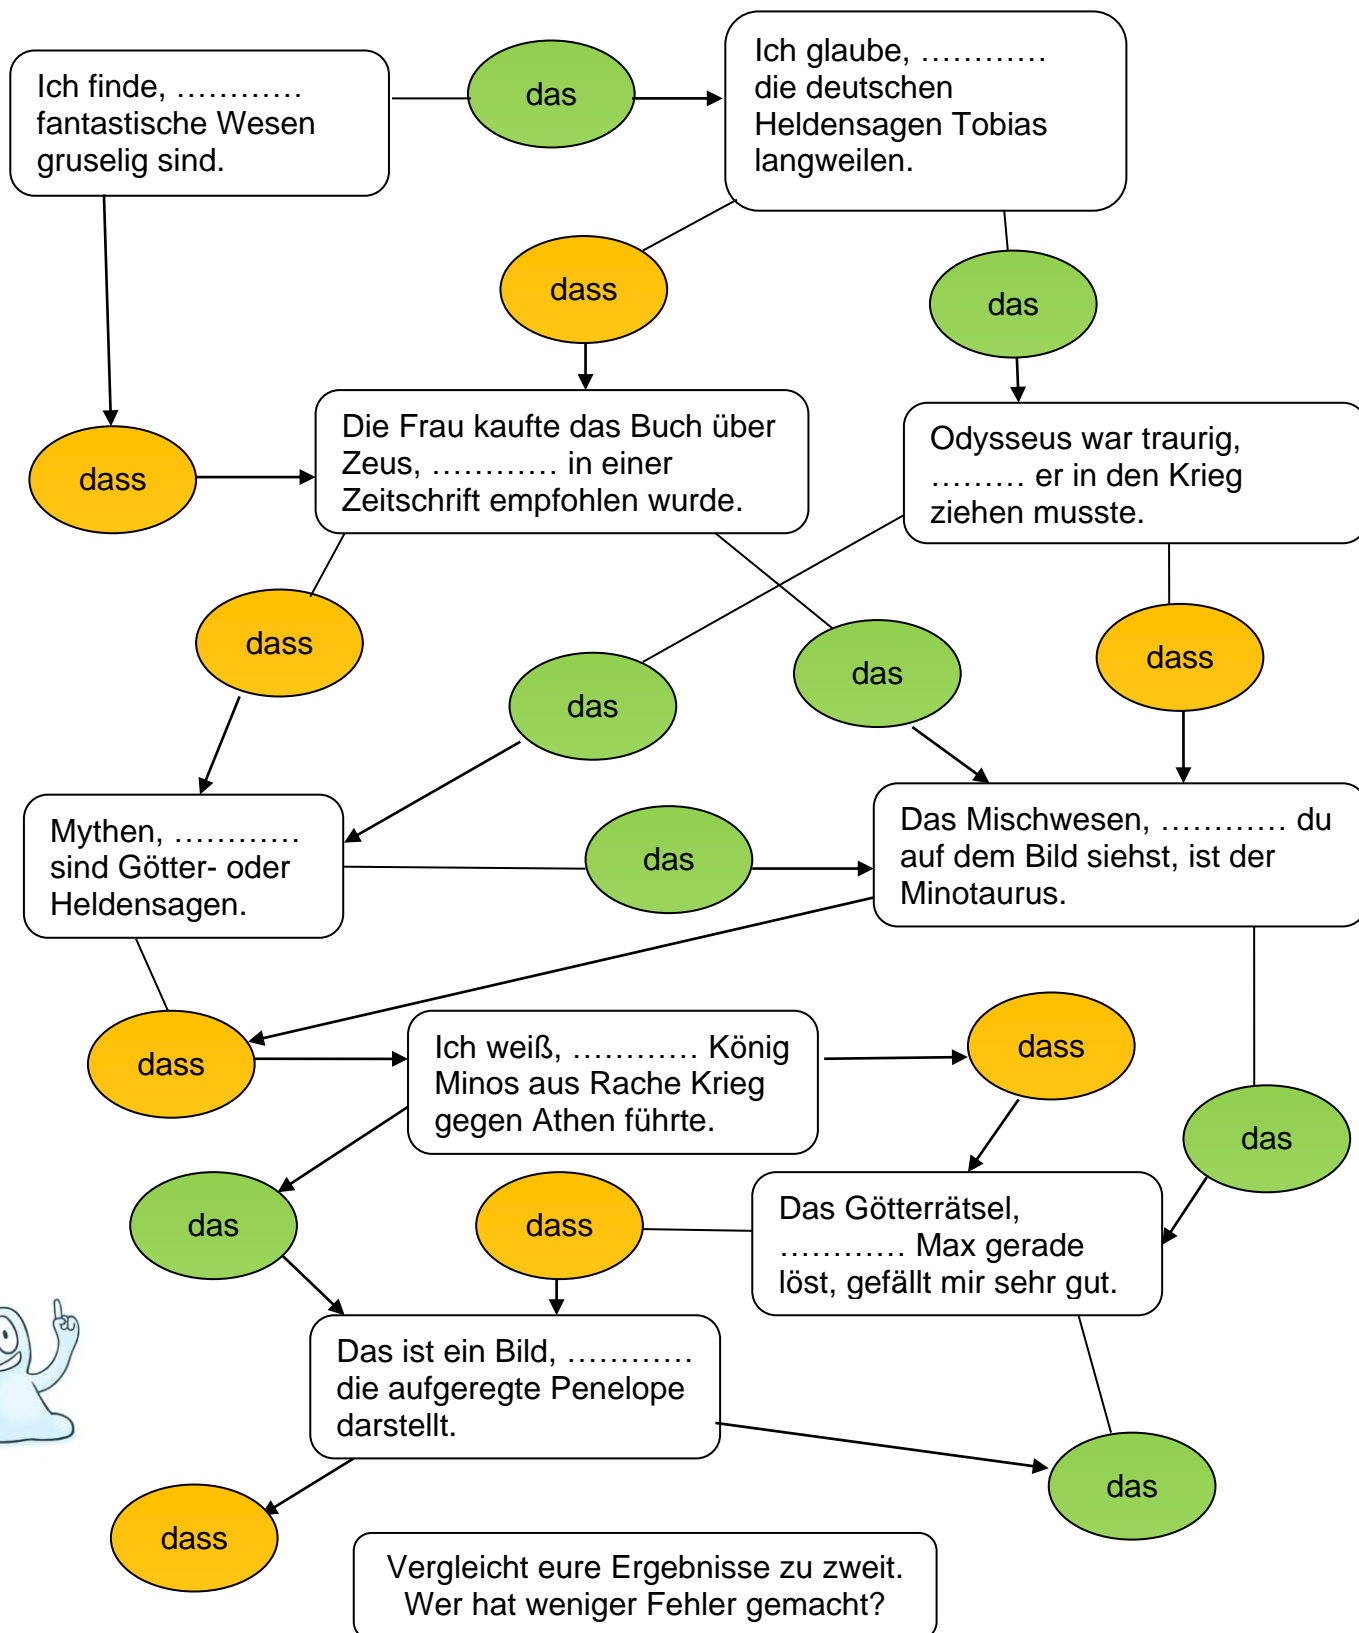 Ich finde, …………
fantastische Wesen
gruselig sind.
das
Ich glaube, …………
die deutschen
Heldensagen Tobias
langweilen.
dass
das
dass
Die Frau kaufte das Buch über
Zeus, ………… in einer
Zeitschrift empfohlen wurde.
Odysseus war traurig,
……… er in den Krieg
ziehen musste.
dass
das
das
dass
Mythen, …………
sind Götter- oder
Heldensagen.
das
Das Mischwesen, ………… du
auf dem Bild siehst, ist der
Minotaurus.
dass
Ich weiß, ………… König
Minos aus Rache Krieg
gegen Athen führte.
dass
das
das
dass
Das Götterrätsel,
………… Max gerade
löst, gefällt mir sehr gut.
Das ist ein Bild, …………
die aufgeregte Penelope
darstellt.
das
dass
Vergleicht eure Ergebnisse zu zweit.
Wer hat weniger Fehler gemacht?